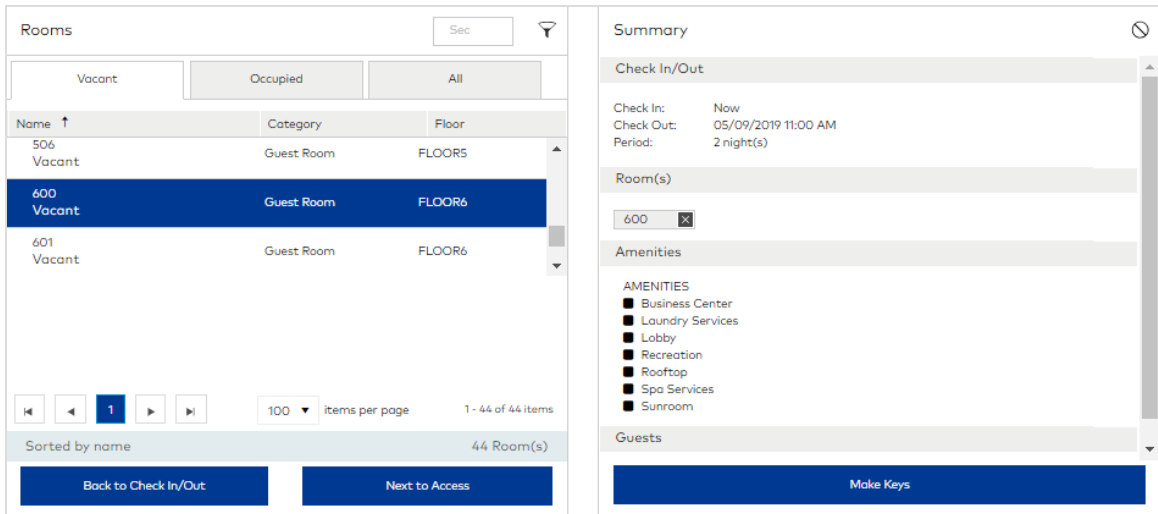 Rooms
Sec
Vacant Occupied All
Name ↑ Category Floor
506
Vacant Guest Room FLOOR5
600
Vacant Guest Room FLOOR6
601
Vacant Guest Room FLOOR6
1 100 items per page 1 - 44 of 44 items
Sorted by name 44 Room(s)
Back to Check In/Out Next to Access
Summary
Check In/Out
Check In: Now
Check Out: 05/09/2019 11:00 AM
Period: 2 night(s)
Room(s)
600
Amenities
AMENITIES
Business Center
Laundry Services
Lobby
Recreation
Rooftop
Spa Services
Sunroom
Guests
Make Keys